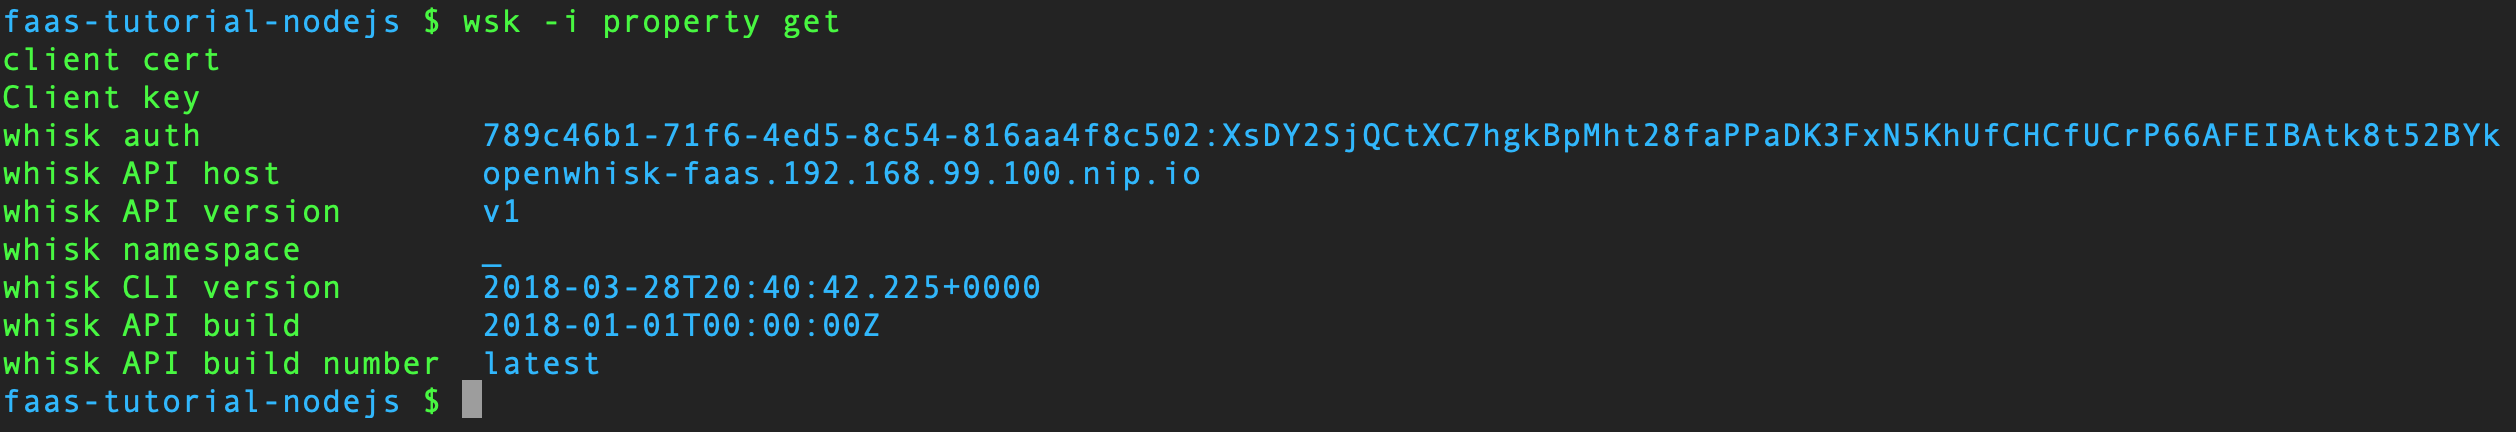 faas-tutorial-nodejs $ wsk -i property get
client cert
Client key
whisk auth 789c46b1-71f6-4ed5-8c54-816aa4f8c502:XsDY2SjQCtXC7hgkBpMht28faPPaDK3FxN5KhUfCHCfUCrP66AFEIBAtk8t52BYk
whisk API host openwhisk-faas.192.168.99.100.nip.io
whisk API version v1
whisk namespace _
whisk CLI version 2018-03-28T20:40:42.225+0000
whisk API build 2018-01-01T00:00:00Z
whisk API build number latest
faas-tutorial-nodejs $